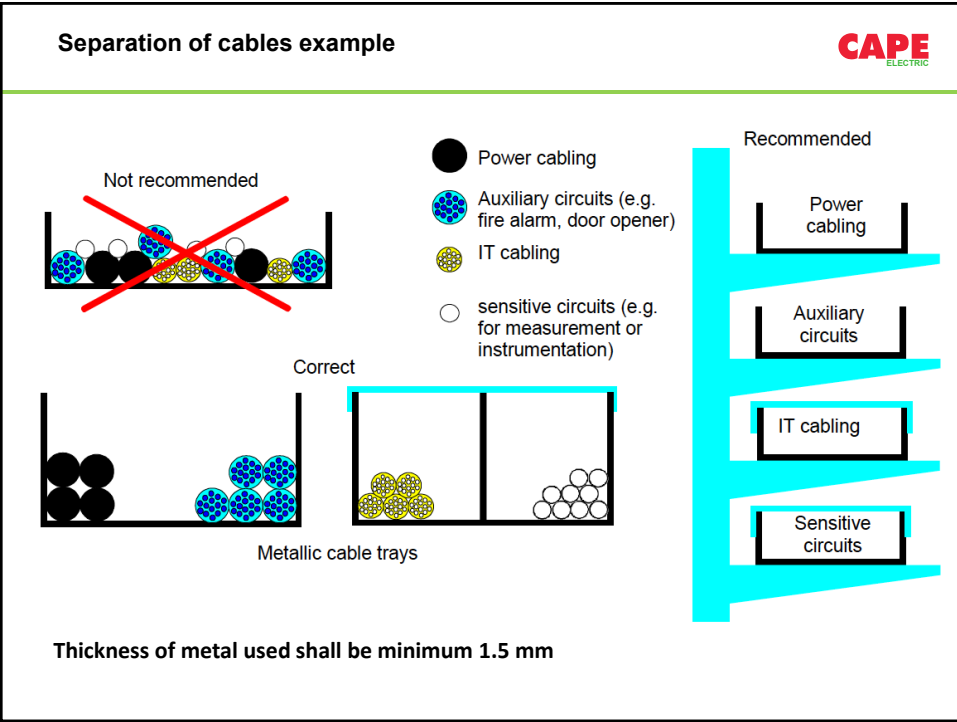 Separation of cables example
CAPE
ELECTRIC
Not recommended
Power cabling
Auxiliary circuits (e.g.
fire alarm, door opener)
IT cabling
sensitive circuits (e.g.
for measurement or
instrumentation)
Correct
Metallic cable trays
Recommended
Power
cabling
Auxiliary
circuits
IT cabling
Sensitive
circuits
Thickness of metal used shall be minimum 1.5 mm